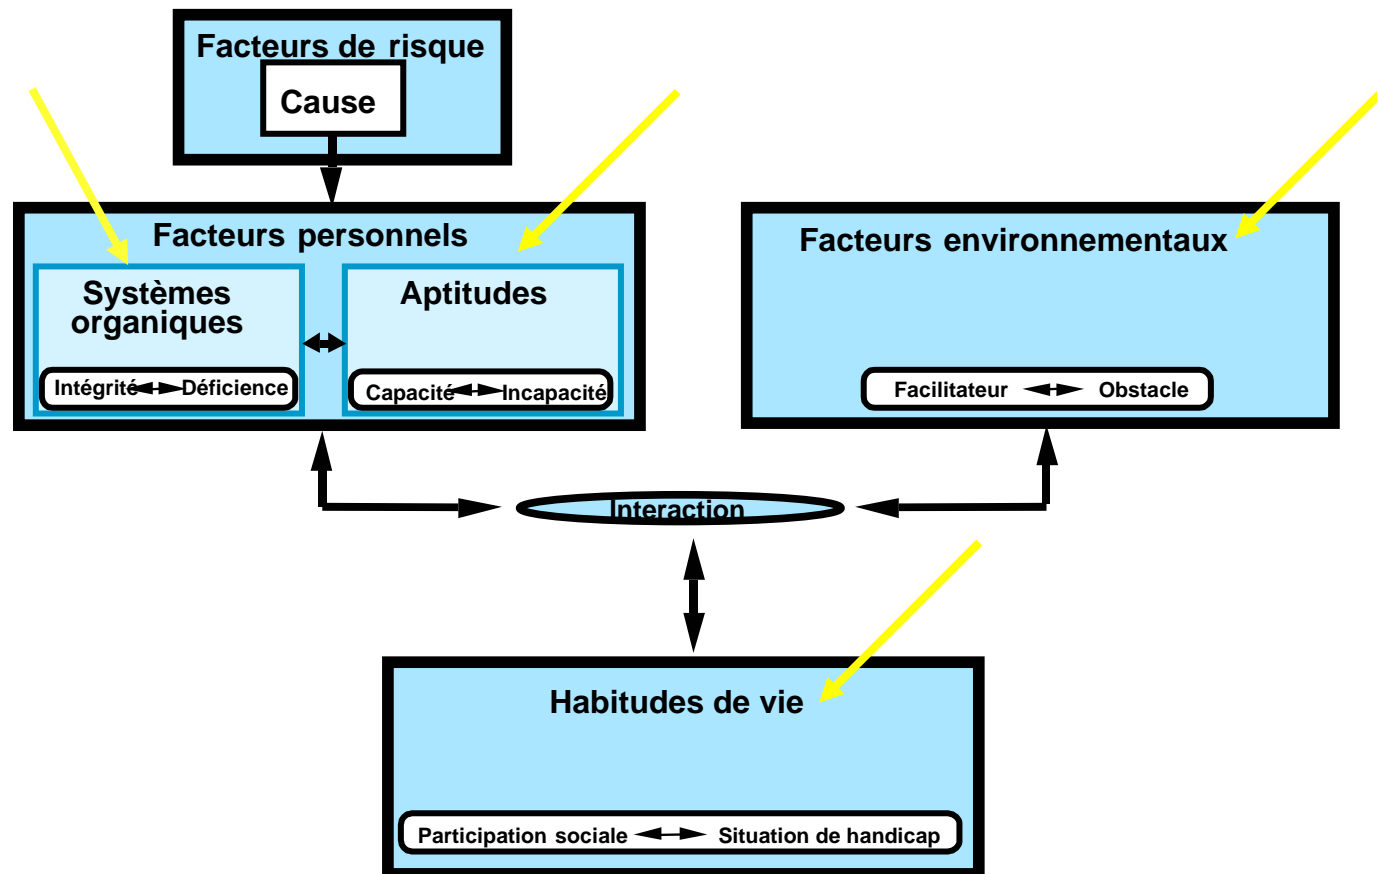 Facteurs de risque
Cause
Facteurs personnels
Systèmes
organiques
Aptitudes
Intégrité Déficience
Capacité Incapacité
Facteurs environnementaux
Facilitateur Obstacle
Interaction
Habitudes de vie
Participation sociale Situation de handicap